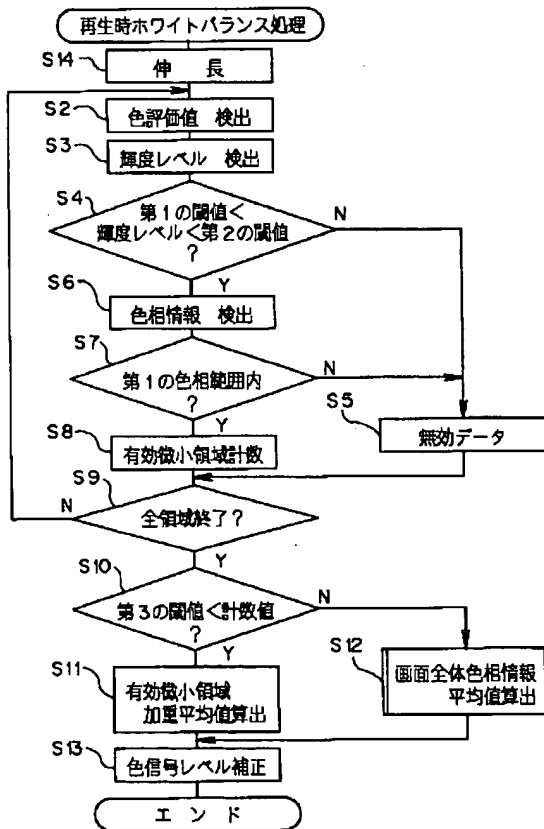 再生時ホワイトバランス処理
S14
伸 長
S2
色評価値 検出
S3
輝度レベル 検出
S4
第1の閾値<
輝度レベル<第2の閾値
?
N
Y
S6
色相情報 検出
S7
第1の色相範囲内
?
N
Y
S5
無効データ
S8
有効微小領域計数
S9
N
全領域終了?
Y
S10
第3の閾値<計数値
?
N
Y
S11
有効微小領域
加重平均値算出
S12
画面全体色相情報
平均値算出
S13
色信号レベル補正
エ ン ド